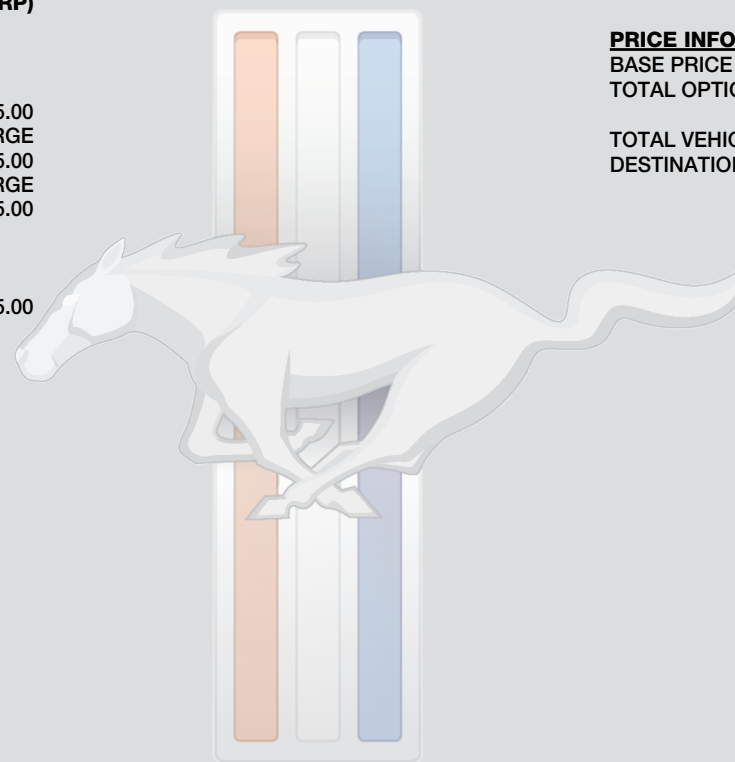 RP)
5.00
RGE
5.00
RGE
5.00
5.00
PRICE INFO
BASE PRICE
TOTAL OPTIO
TOTAL VEHIC
DESTINATION